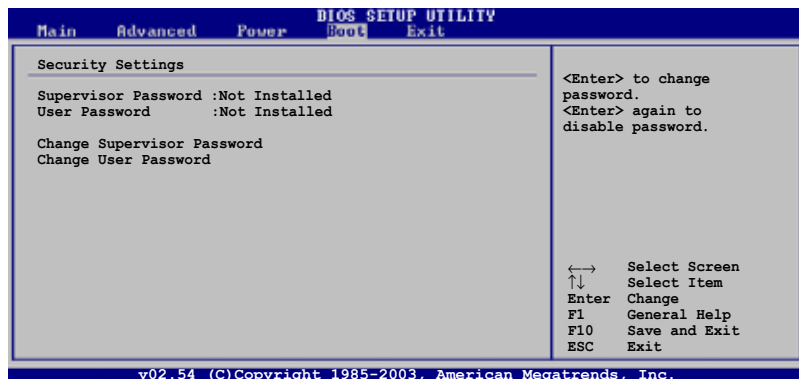 BIOS SETUP UTILITY
Main Advanced Power Boot Exit
Security Settings
Supervisor Password :Not Installed
User Password :Not Installed
Change Supervisor Password
Change User Password
<Enter> to change
password.
<Enter> again to
disable password.
←→ Select Screen
↑↓ Select Item
Enter Change
F1 General Help
F10 Save and Exit
ESC Exit
v02.54 (C)Copyright 1985-2003, American Megatrends, Inc.